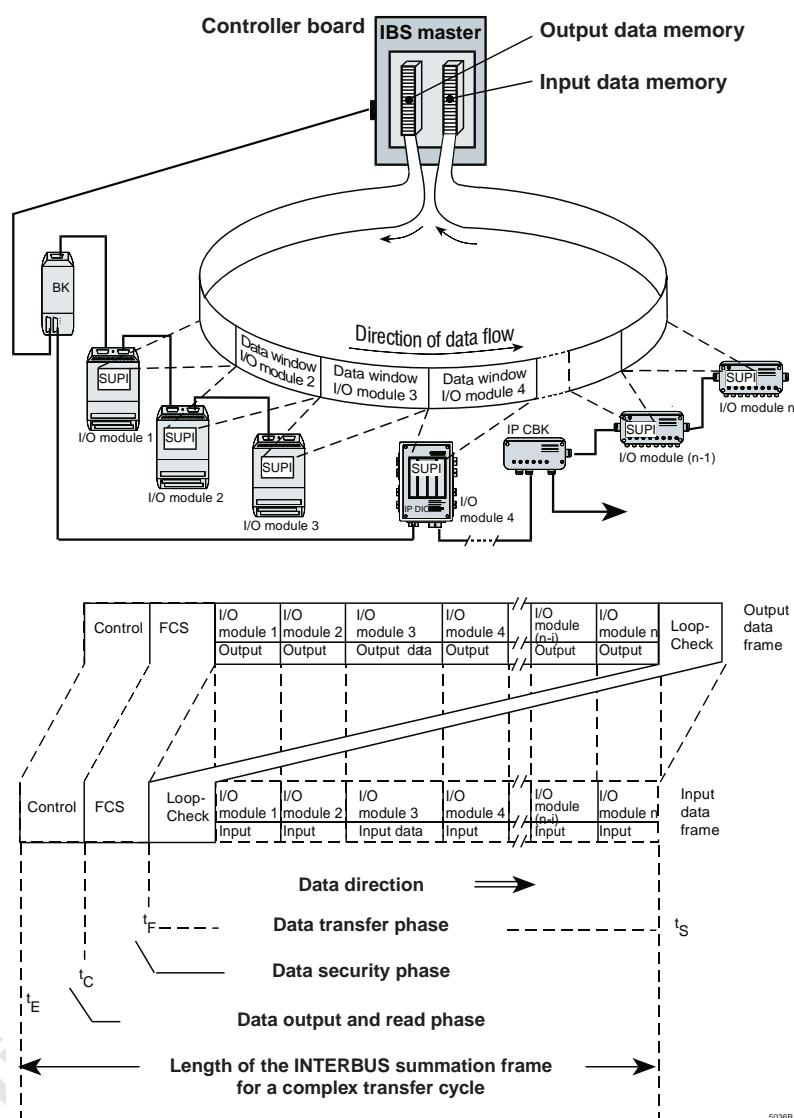 Controller board
IBS master
Output data memory
Input data memory
BK
Direction of data flow
Data window
I/O module 2
Data window
I/O module 3
Data window
I/O module 4
SUPI
I/O module 1
SUPI
I/O module 2
SUPI
I/O module 3
SUPI
IP DIO
I/O
module 4
IP CBK
SUPI
I/O module (n-1)
SUPI
I/O module n
Control
FCS
I/O
module 1
Output
I/O
module 2
Output
I/O
module 3
Output data
I/O
module 4
Output
I/O
module
(n-i)
Output
I/O
module n
Output
Loop-
Check
Output
data
frame
Control
FCS
Loop-
Check
I/O
module 1
Input
I/O
module 2
Input
I/O
module 3
Input data
I/O
module 4
Input
I/O
module
(n-i)
Input
I/O
module n
Input
Input
data
frame
Data direction
tF
Data transfer phase
tS
Data security phase
tC
tE
Data output and read phase
Length of the INTERBUS summation frame
for a complex transfer cycle